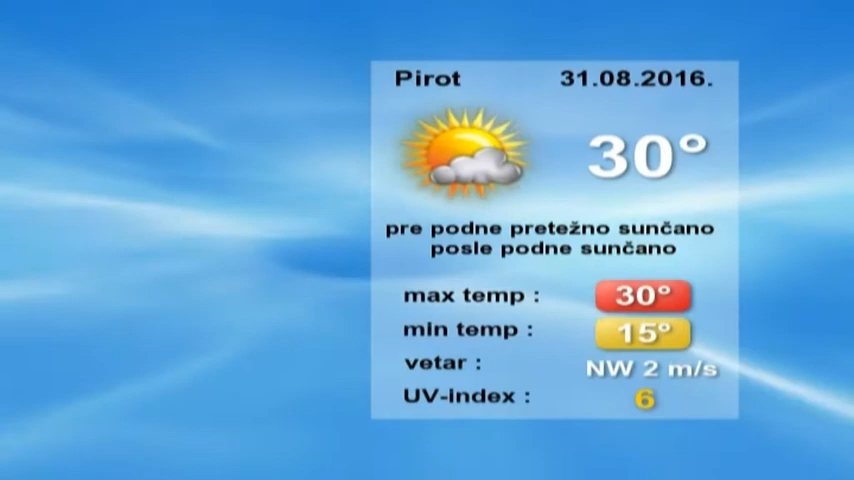 Pirot 31.08.2016.
30°
pre podne pretežno sunčano
posle podne sunčano
max temp : 30°
min temp : 15°
vetar : NW 2 m/s
UV-index : 6